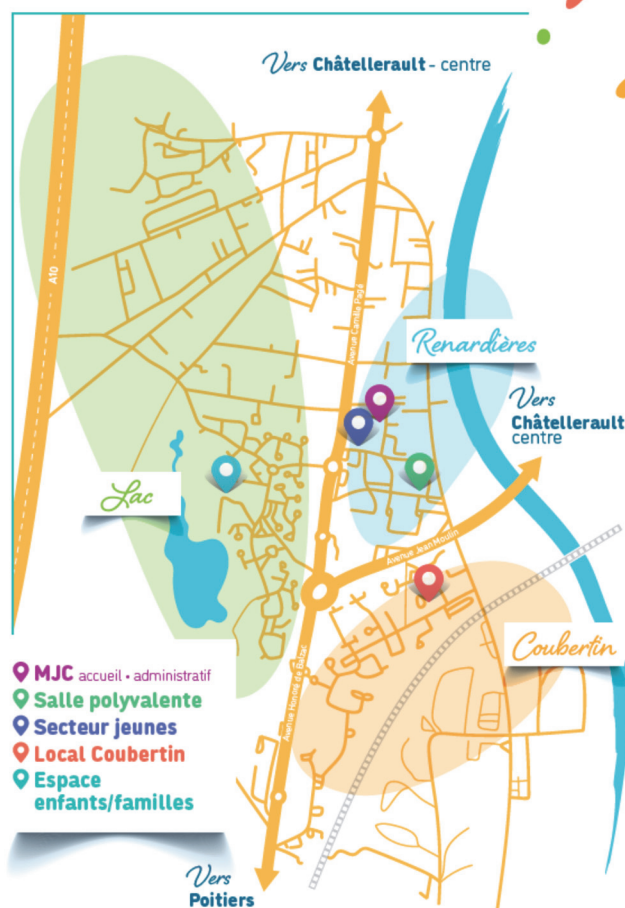 Vers Châtellerault - centre
A10
Avenue Camille Pagé
Renardières
Vers
Châtellerault
centre
Lac
Avenue Jean Moulin
Coubertin
Avenue Honoré de Balzac
MJC accueil • administratif
Salle polyvalente
Secteur jeunes
Local Coubertin
Espace
enfants/familles
Vers
Poitiers